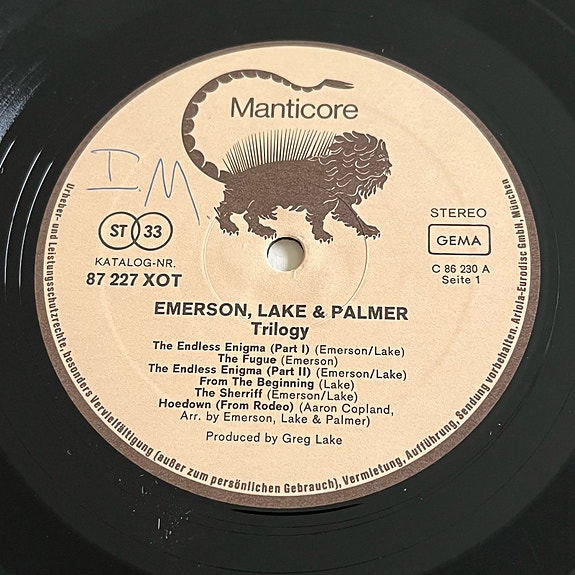 Manticore
I.M.
ST 33
KATALOG-NR.
87 227 XOT
STEREO
GEMA
C 86 230 A
Seite 1
EMERSON, LAKE & PALMER
Trilogy
The Endless Enigma (Part I) (Emerson/Lake)
The Fugue (Emerson)
The Endless Enigma (Part II) (Emerson/Lake)
From The Beginning (Lake)
The Sherriff (Emerson/Lake)
Hoedown (From Rodeo) (Aaron Copland,
Arr. by Emerson, Lake & Palmer)
Produced by Greg Lake
Urheber- und Leistungsschutzrechte, besonders Vervielfältigung (außer zum persönlichen Gebrauch), Vermietung, Aufführung, Sendung vorbehalten. Ariola-Eurodisc GmbH, München